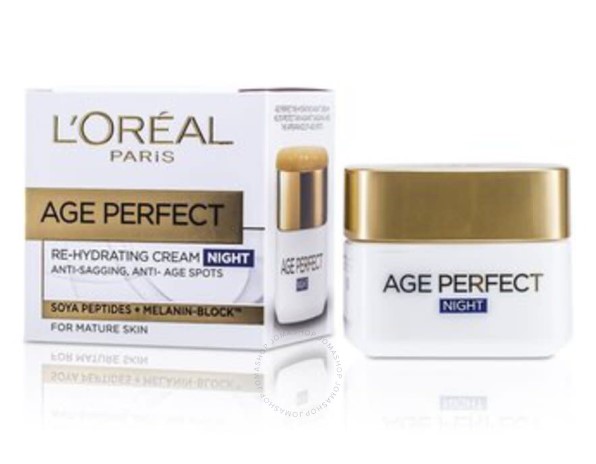 L'ORÉAL
PARIS
AGE PERFECT
RE-HYDRATING CREAM NIGHT
ANTI-SAGGING, ANTI- AGE SPOTS
SOYA PEPTIDES + MELANIN-BLOCK™
FOR MATURE SKIN
AGE PERFECT
NIGHT
AGE PERFECT
NIGHT
JOMASHOP